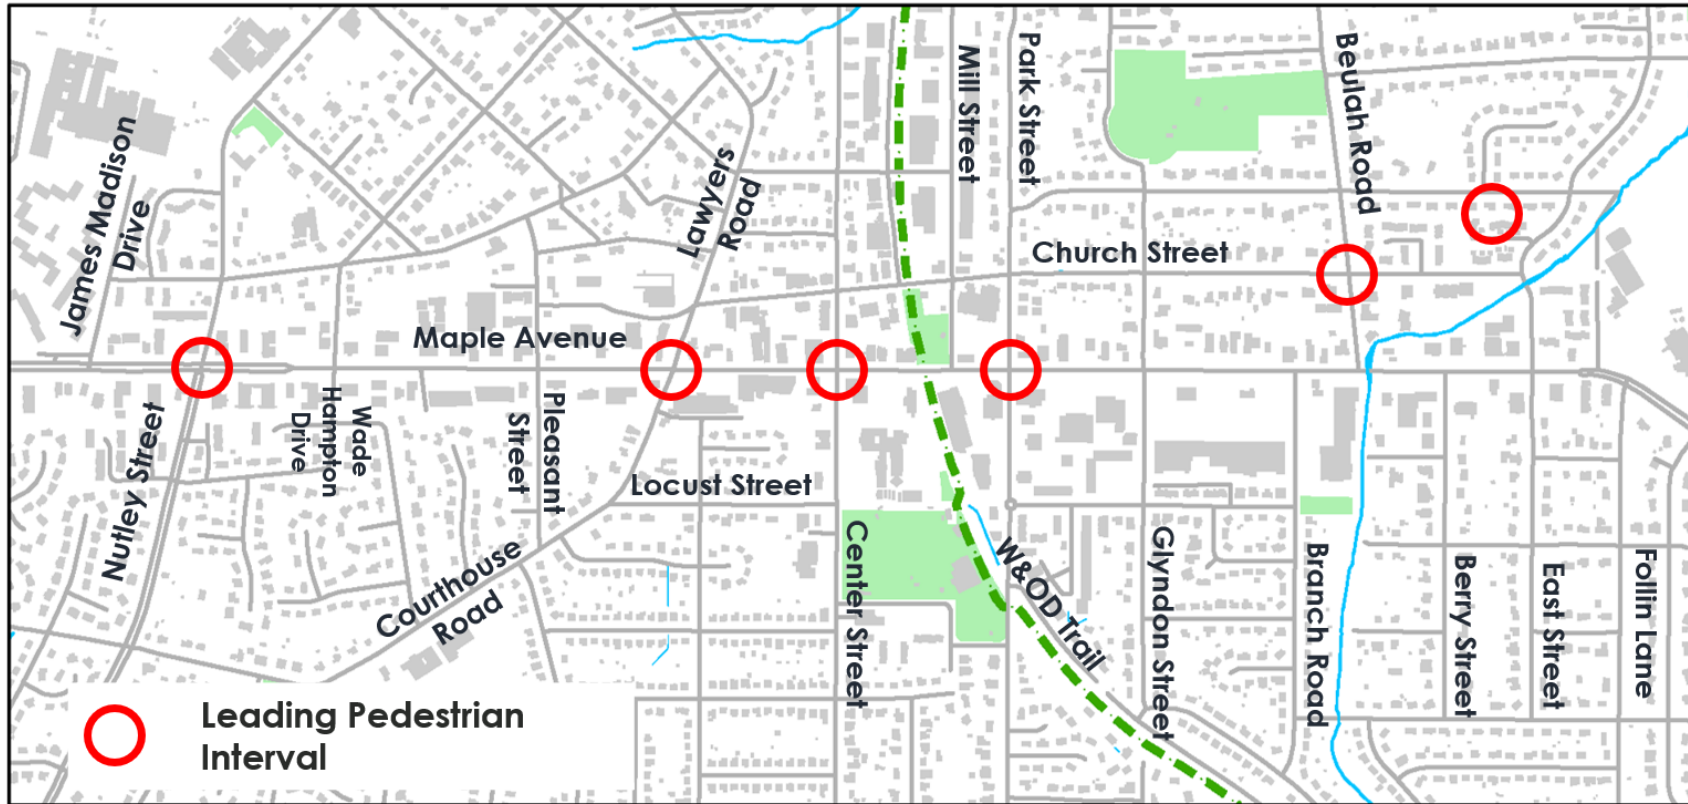 Mill Street
Park Street
Beulah Road
James Madison
Drive
Lawyers
Road
Church Street
Maple Avenue
Nutley Street
Wade
Hampton
Drive
Pleasant
Street
Locust Street
Courthouse
Road
Center Street
W&OD Trail
Glyndon Street
Branch Road
Berry Street
East Street
Follin Lane
Leading Pedestrian
Interval